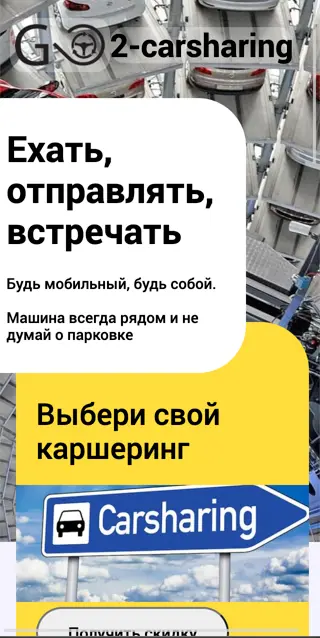 GO 2-carsharing
Ехать,
отправлять,
встречать
Будь мобильный, будь собой.
Машина всегда рядом и не
думай о парковке
Выбери свой
каршеринг
Carsharing
Получить скидку